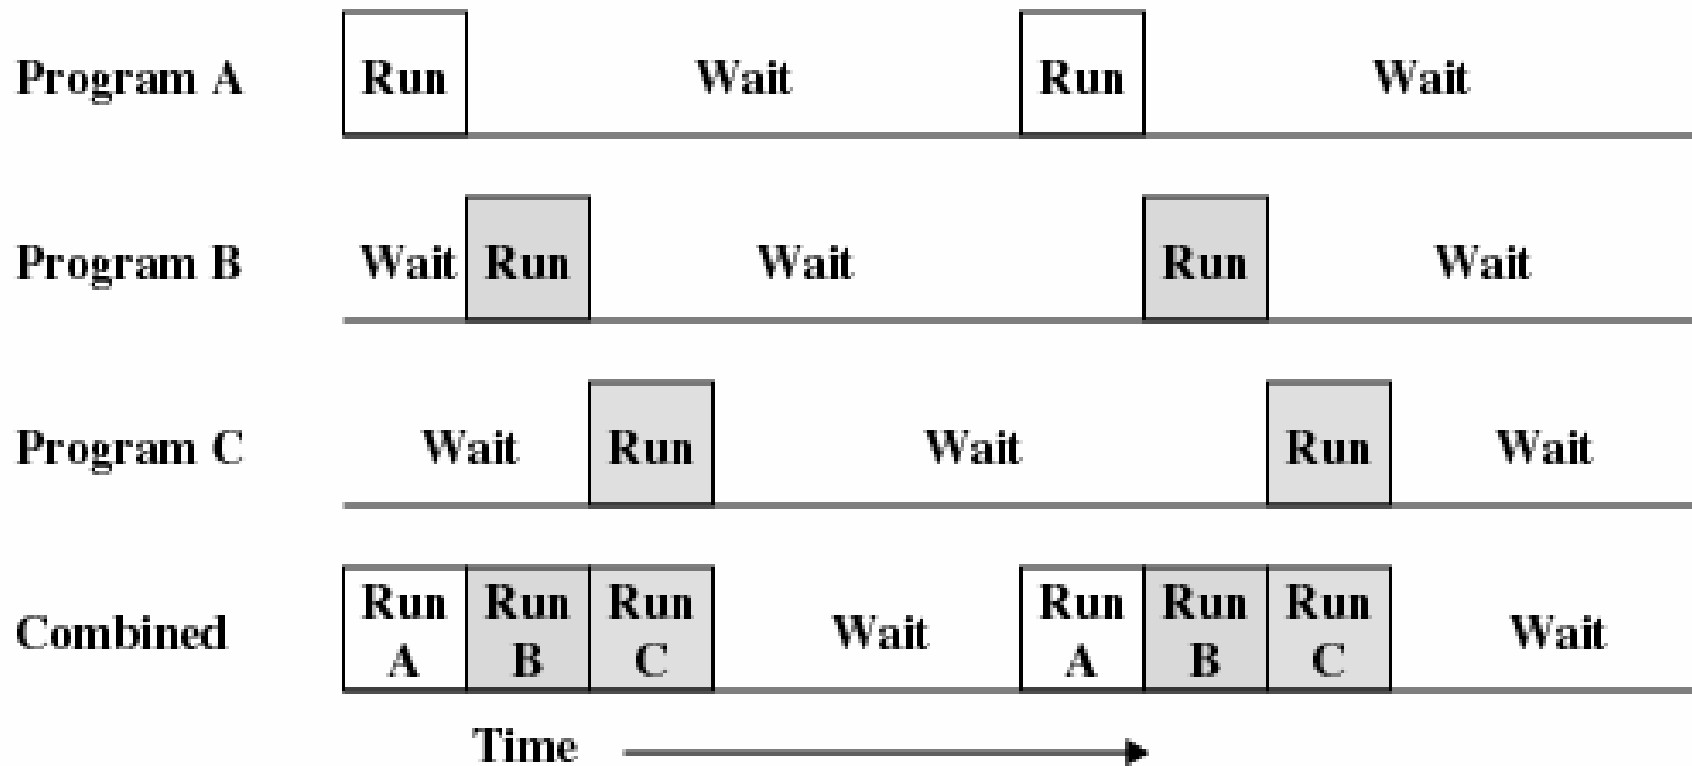 Program A Run Wait Run Wait
Program B Wait Run Wait Run Wait
Program C Wait Run Wait Run Wait
Combined Run A Run B Run C Wait Run A Run B Run C Wait
Time